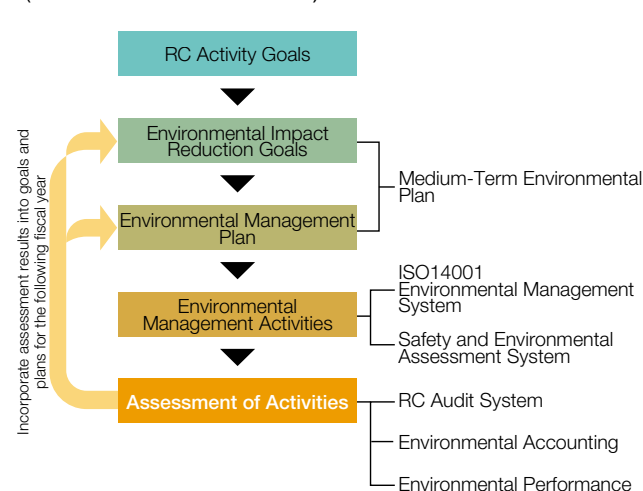 RC Activity Goals
Environmental Impact
Reduction Goals
Environmental Management
Plan
Medium-Term Environmental
Plan
Environmental
Management Activities
ISO14001
Environmental Management
System
Safety and Environmental
Assessment System
Assessment of Activities
RC Audit System
Environmental Accounting
Environmental Performance
Incorporate assessment results into goals and
plans for the following fiscal year